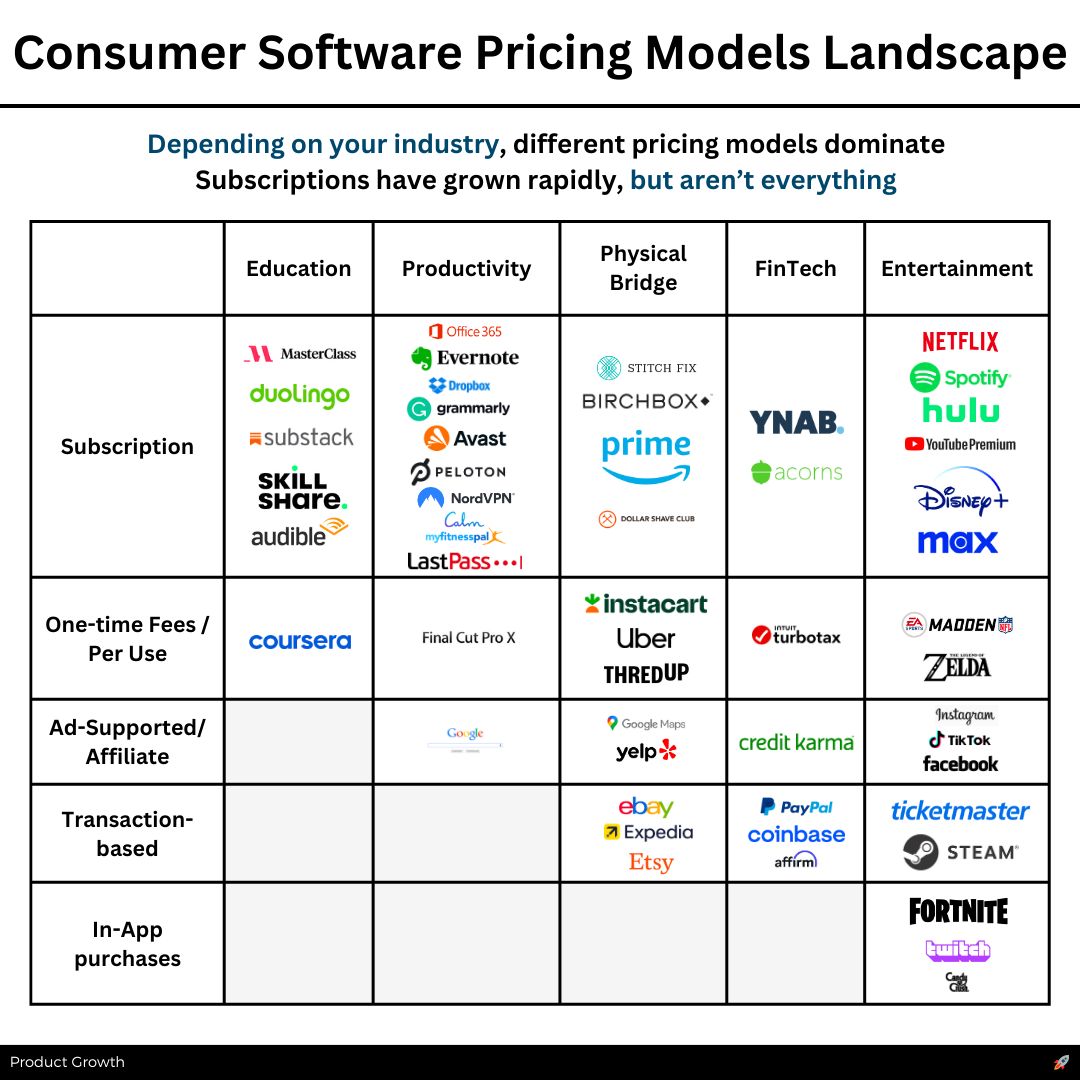 Consumer Software Pricing Models Landscape
Depending on your industry, different pricing models dominate
Subscriptions have grown rapidly, but aren’t everything
Education
Productivity
Physical
Bridge
FinTech
Entertainment
Subscription
MasterClass
duolingo
substack
SKILL
SHARE.
audible
Office 365
Evernote
Dropbox
grammarly
Avast
PELOTON
NordVPN
Calm
myfitnesspal
LastPass
STITCH FIX
BIRCHBOX
prime
DOLLAR SHAVE CLUB
YNAB.
acorns
NETFLIX
Spotify
hulu
YouTube Premium
Disney+
max
One-time Fees /
Per Use
coursera
Final Cut Pro X
instacart
Uber
THREDUP
INTUIT
turbotax
EA
SPORTS
MADDEN NFL
THE LEGEND OF
ZELDA
Ad-Supported/
Affiliate
Google
Google Maps
yelp
credit karma
Instagram
TikTok
facebook
Transaction-
based
ebay
Expedia
Etsy
PayPal
coinbase
affirm
ticketmaster
STEAM
In-App
purchases
FORTNITE
twitch
Candy
Crush
Product Growth